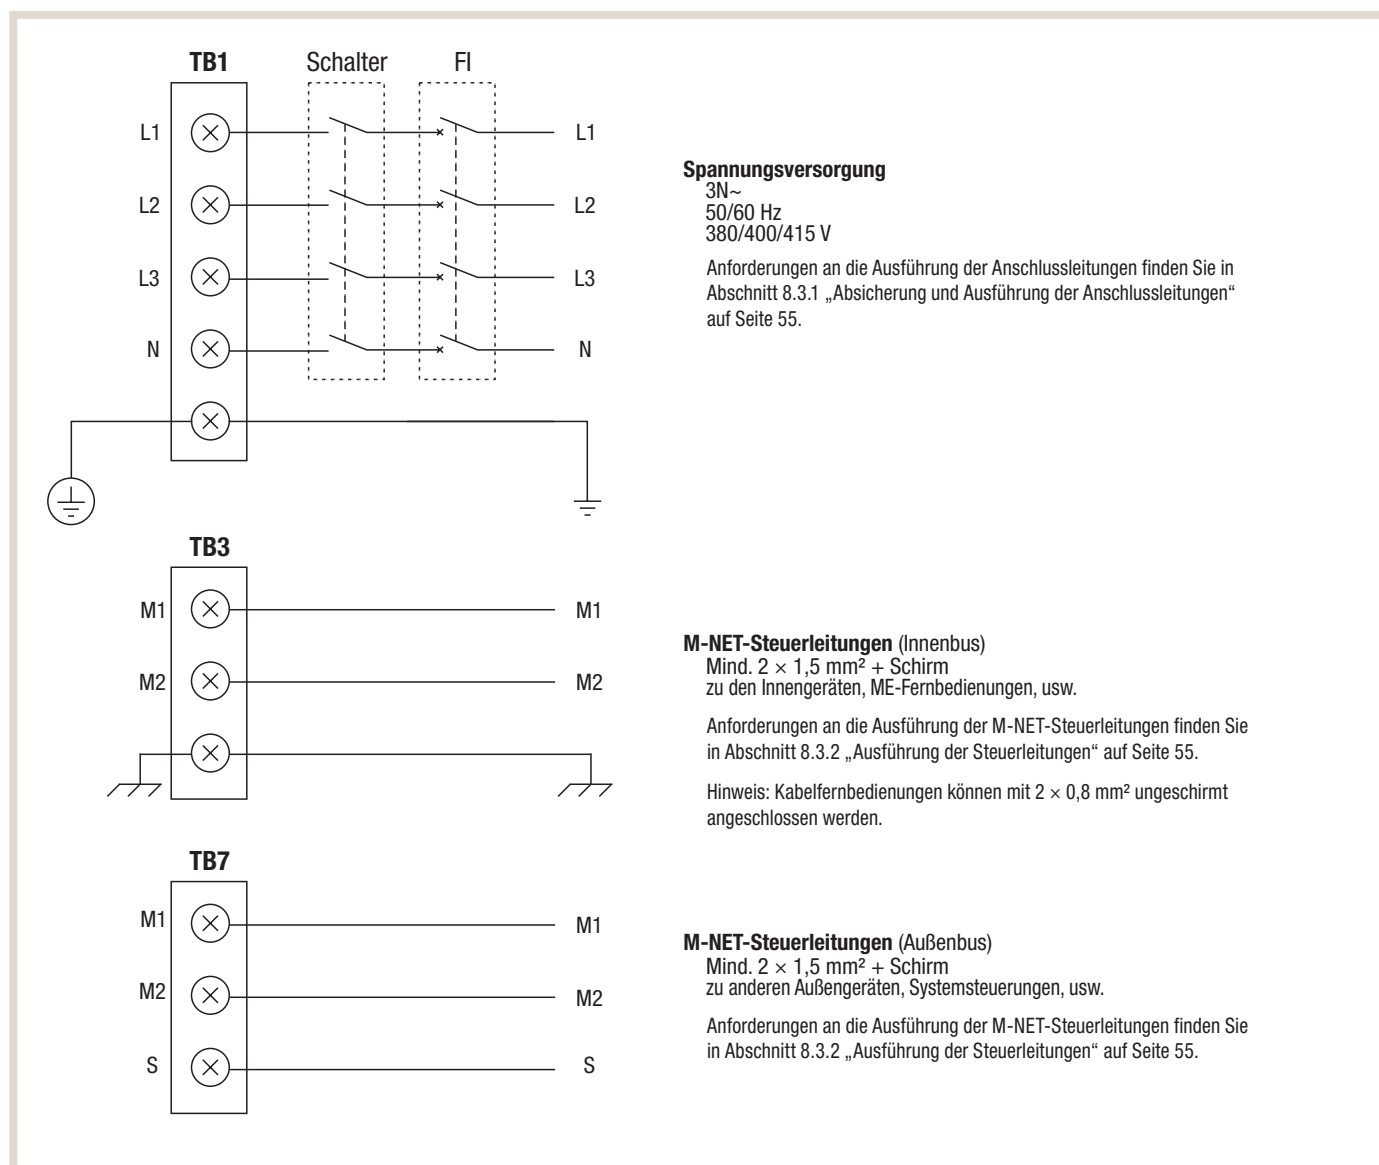 TB1 Schalter FI
L1 L1
L2 L2
L3 L3
N N
Spannungsversorgung
3N~
50/60 Hz
380/400/415 V
Anforderungen an die Ausführung der Anschlussleitungen finden Sie in
Abschnitt 8.3.1 „Absicherung und Ausführung der Anschlussleitungen“
auf Seite 55.
TB3
M1 M1
M2 M2
M-NET-Steuerleitungen (Innenbus)
Mind. 2 × 1,5 mm² + Schirm
zu den Innengeräten, ME-Fernbedienungen, usw.
Anforderungen an die Ausführung der M-NET-Steuerleitungen finden Sie
in Abschnitt 8.3.2 „Ausführung der Steuerleitungen“ auf Seite 55.
Hinweis: Kabelfernbedienungen können mit 2 × 0,8 mm² ungeschirmt
angeschlossen werden.
TB7
M1 M1
M2 M2
S S
M-NET-Steuerleitungen (Außenbus)
Mind. 2 × 1,5 mm² + Schirm
zu anderen Außengeräten, Systemsteuerungen, usw.
Anforderungen an die Ausführung der M-NET-Steuerleitungen finden Sie
in Abschnitt 8.3.2 „Ausführung der Steuerleitungen“ auf Seite 55.